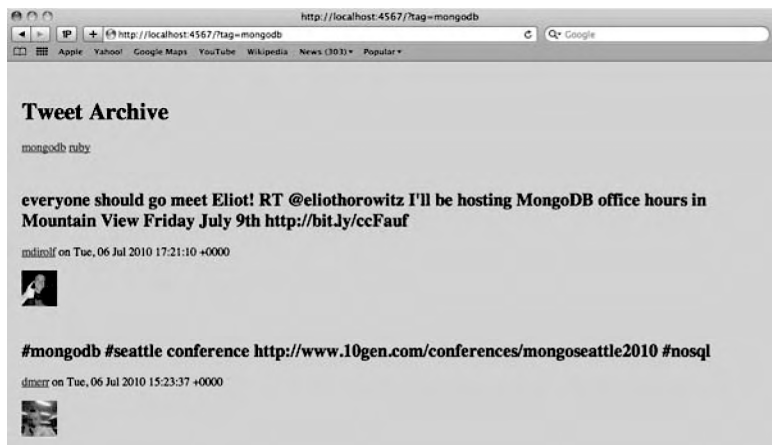 http://localhost:4567/?tag=mongodb
1P + http://localhost:4567/?tag=mongodb C Q Google
Apple Yahoo! Google Maps YouTube Wikipedia News (303) Popular
Tweet Archive
mongodb ruby
everyone should go meet Eliot! RT @eliothorowitz I'll be hosting MongoDB office hours in
Mountain View Friday July 9th http://bit.ly/ccFauf
mdirolf on Tue, 06 Jul 2010 17:21:10 +0000
#mongodb #seattle conference http://www.10gen.com/conferences/mongoseattle2010 #nosql
dmerr on Tue, 06 Jul 2010 15:23:37 +0000